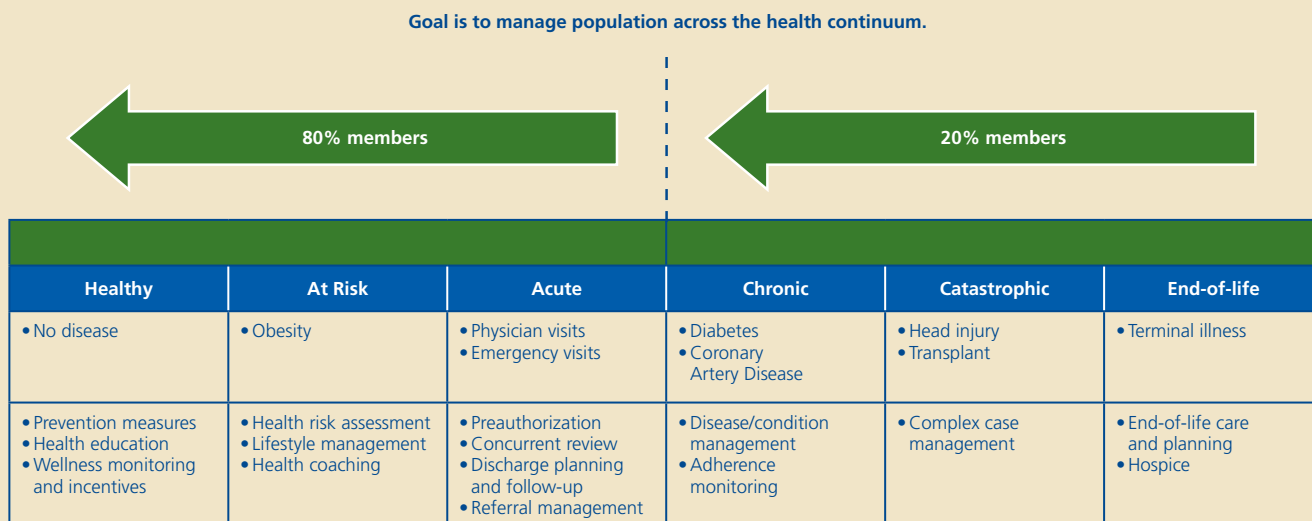 Goal is to manage population across the health continuum.
80% members
20% members
Healthy
At Risk
Acute
Chronic
Catastrophic
End-of-life
• No disease
• Obesity
• Physician visits
• Emergency visits
• Diabetes
• Coronary
Artery Disease
• Head injury
• Transplant
• Terminal illness
• Prevention measures
• Health education
• Wellness monitoring
and incentives
• Health risk assessment
• Lifestyle management
• Health coaching
• Preauthorization
• Concurrent review
• Discharge planning
and follow-up
• Referral management
• Disease/condition
management
• Adherence
monitoring
• Complex case
management
• End-of-life care
and planning
• Hospice